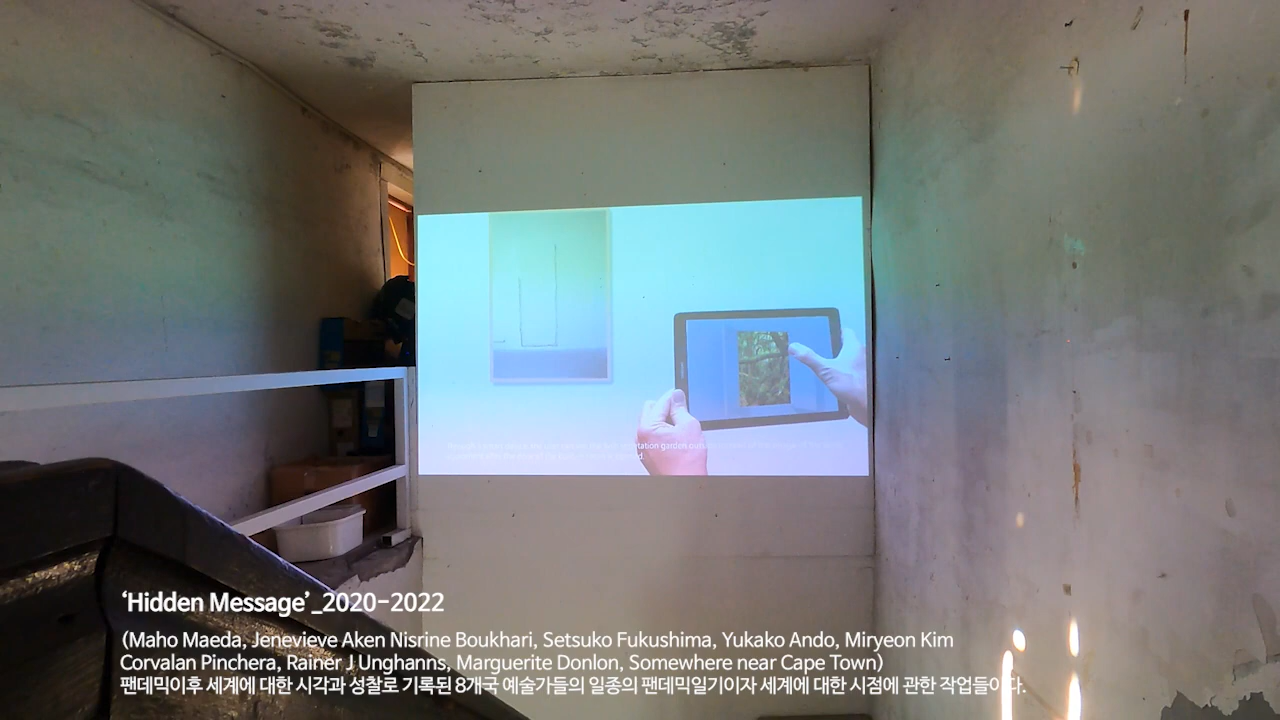 tation garden
‘Hidden Message’_2020-2022
(Maho Maeda, Jenevieve Aken Nisrine Boukhari, Setsuko Fukushima, Yukako Ando, Miryeon Kim
Corvalan Pinchera, Rainer J Unghanns, Marguerite Donlon, Somewhere near Cape Town)
팬데믹이후 세계에 대한 시각과 성찰로 기록된 8개국 예술가들의 일종의 팬데믹일기이자 세계에 대한 시점에 관한 작업들이다.